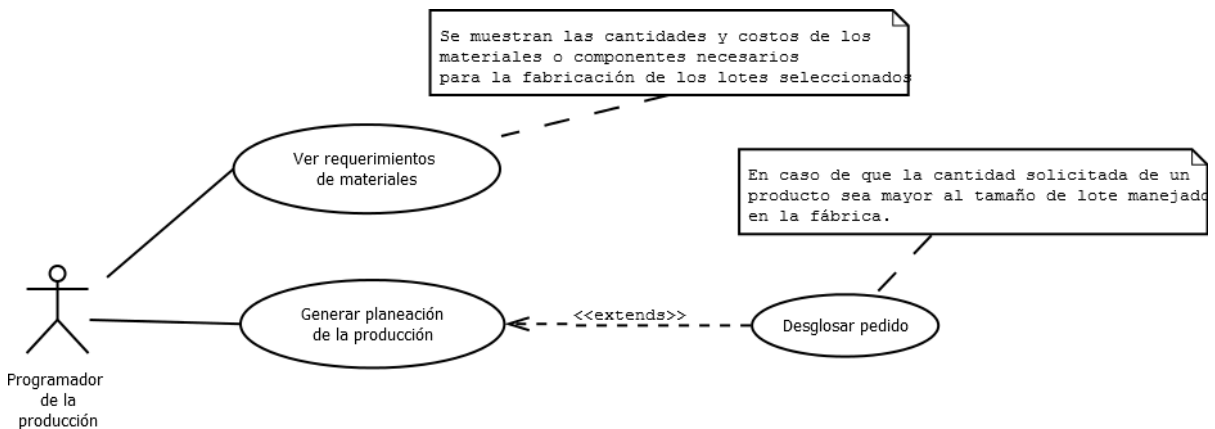 Se muestran las cantidades y costos de los
materiales o componentes necesarios
para la fabricación de los lotes seleccionados
Ver requerimientos
de materiales
En caso de que la cantidad solicitada de un
producto sea mayor al tamaño de lote manejado
en la fábrica.
Generar planeación
de la producción
<<extends>>
Desglosar pedido
Programador
de la
producción